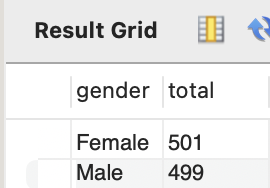 Result Grid
gender total
Female 501
Male 499